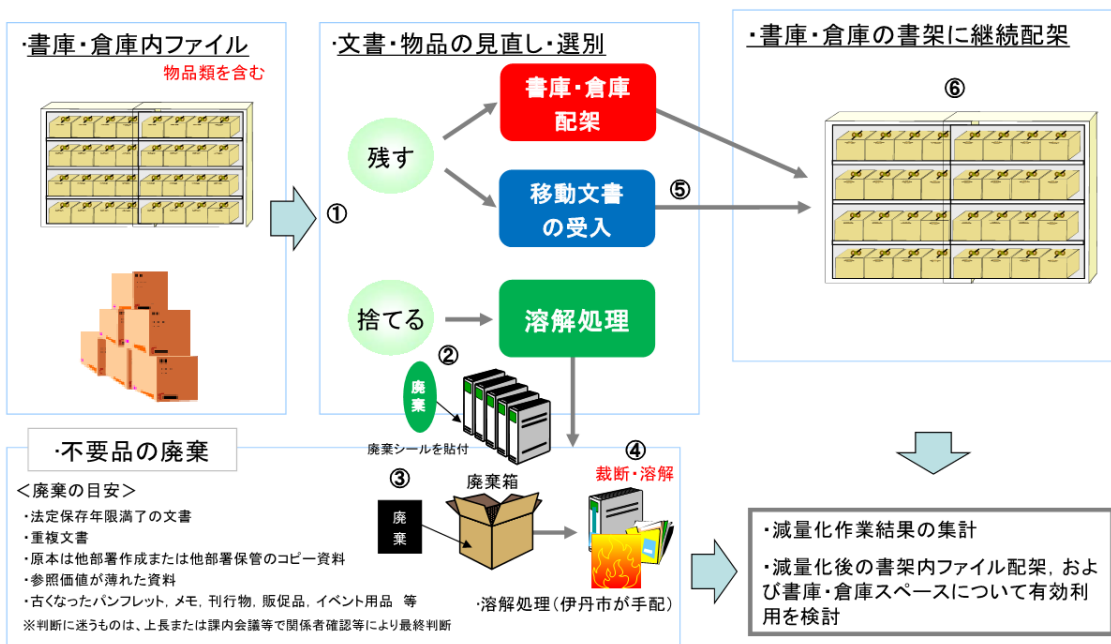 ・書庫・倉庫内ファイル
物品類を含む
①
・文書・物品の見直し・選別
残す
書庫・倉庫
配架
移動文書
の受入
⑤
捨てる
溶解処理
②
廃棄
廃棄シールを貼付
・書庫・倉庫の書架に継続配架
⑥
・不要品の廃棄
＜廃棄の目安＞
・法定保存年限満了の文書
・重複文書
・原本は他部署作成または他部署保管のコピー資料
・参照価値が薄れた資料
・古くなったパンフレット，メモ，刊行物，販促品，イベント用品 等
※判断に迷うものは、上長または課内会議等で関係者確認等により最終判断
③
廃棄
廃棄箱
④
裁断・溶解
・溶解処理（伊丹市が手配）
・減量化作業結果の集計
・減量化後の書架内ファイル配架，およ
び書庫・倉庫スペースについて有効利
用を検討